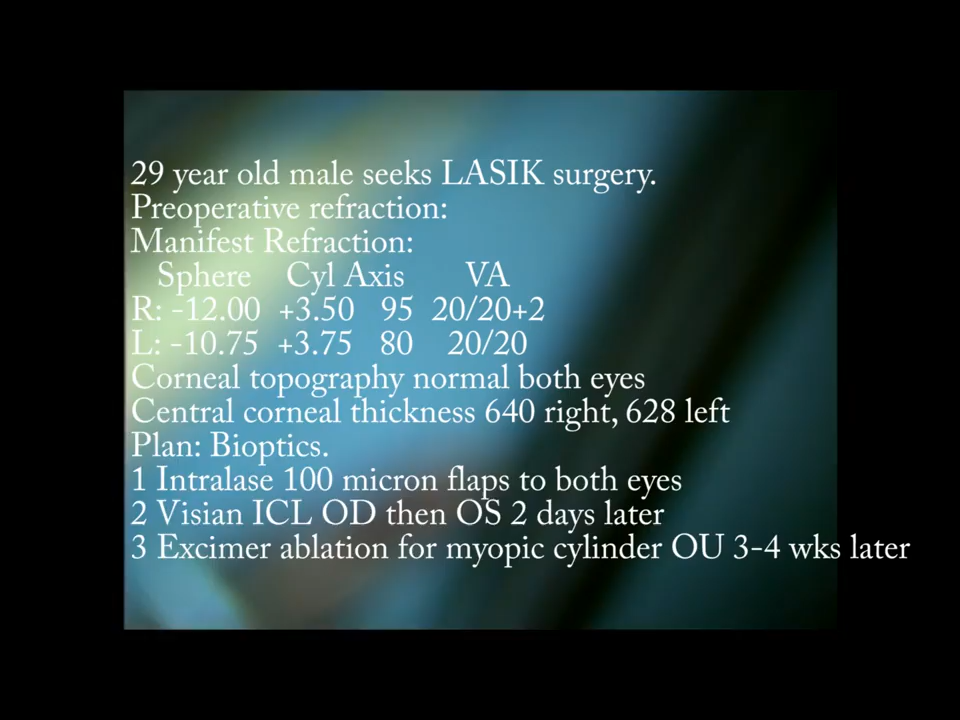 29 year old male seeks LASIK surgery.
Preoperative refraction:
Manifest Refraction:
Sphere Cyl Axis VA
R: -12.00 +3.50 95 20/20+2
L: -10.75 +3.75 80 20/20
Corneal topography normal both eyes
Central corneal thickness 640 right, 628 left
Plan: Bioptics.
1 Intralase 100 micron flaps to both eyes
2 Visian ICL OD then OS 2 days later
3 Excimer ablation for myopic cylinder OU 3-4 wks later